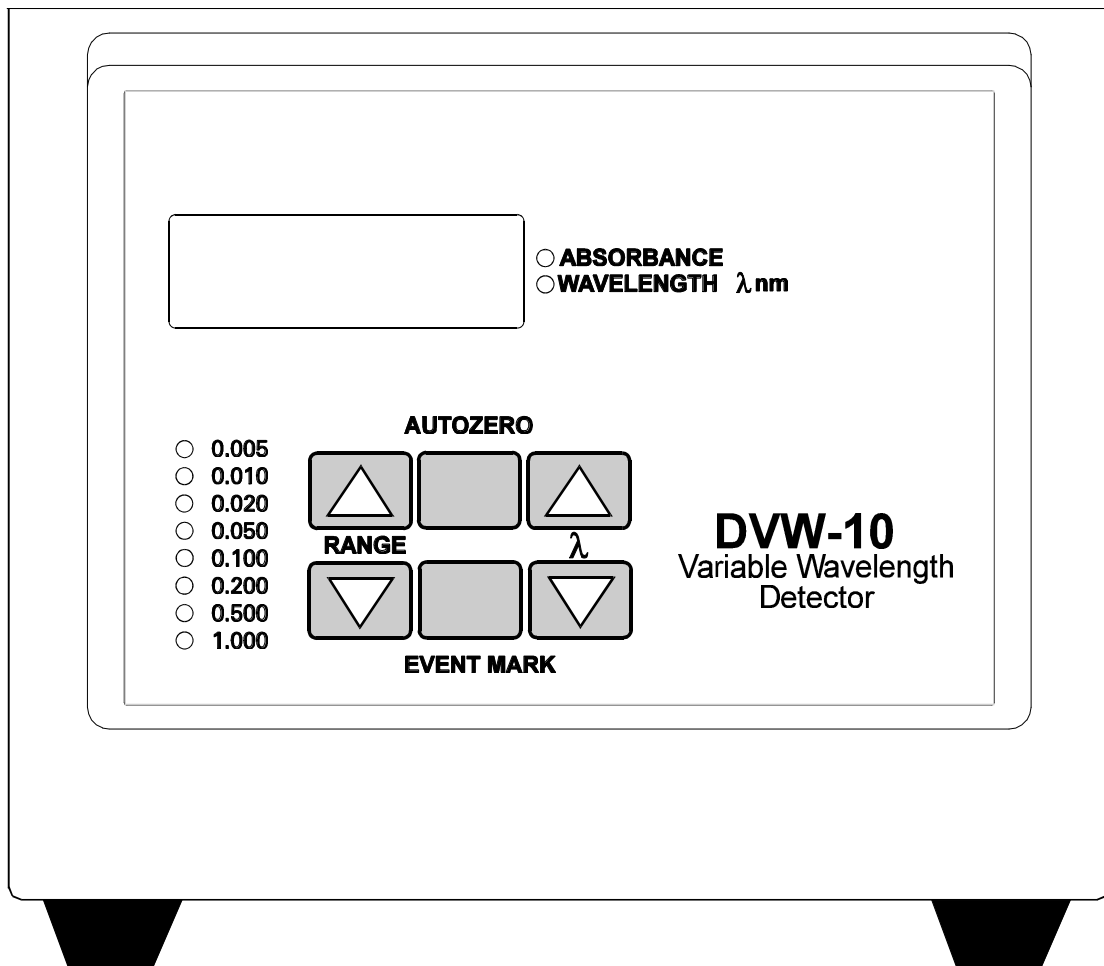 ABSORBANCE
WAVELENGTH λ nm
AUTOZERO
0.005
0.010
0.020
0.050
0.100
0.200
0.500
1.000
RANGE
λ
EVENT MARK
DVW-10
Variable Wavelength
Detector